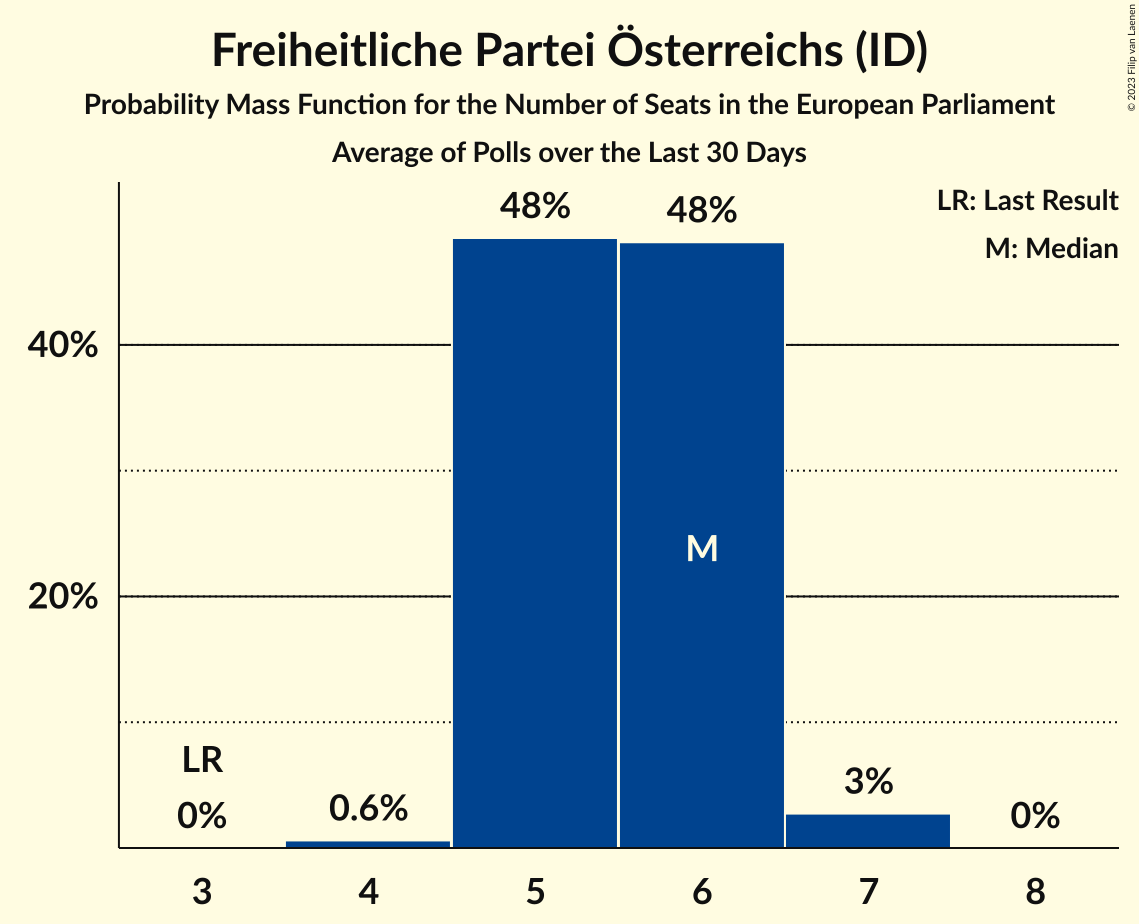 Freiheitliche Partei Österreichs (ID)
Probability Mass Function for the Number of Seats in the European Parliament
Average of Polls over the Last 30 Days
© 2023 Filip van Laenen
LR: Last Result
M: Median
48%
48%
40%
20%
M
LR
0%
0.6%
3%
0%
3
4
5
6
7
8